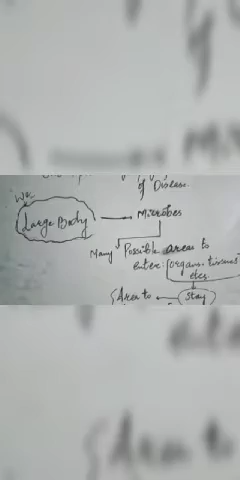 of Disease
We
Large Body
Microbes
Many Possible areas to
enter: (organs, tissues
etc.
{Area to
Stay